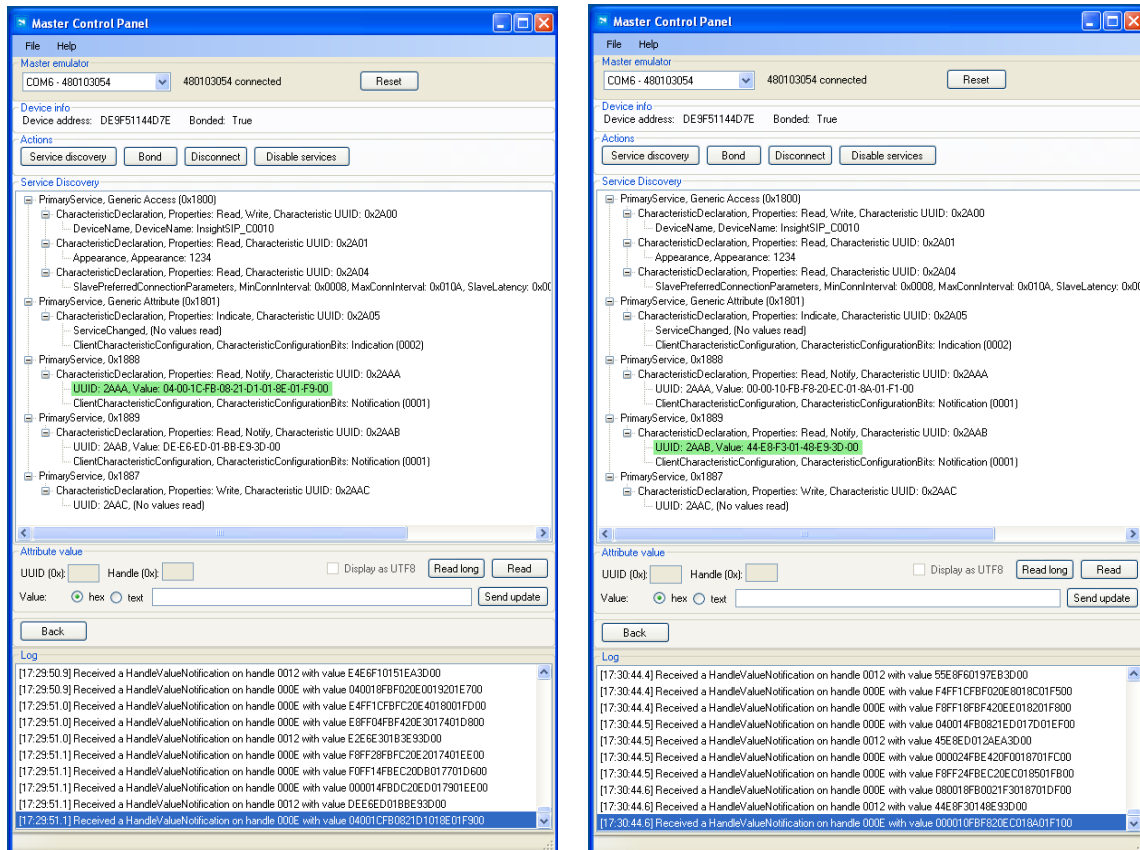 Master Control Panel
File Help
Master emulator
COM6 - 480103054 480103054 connected Reset
Device info
Device address: DE9F51144D7E Bonded: True
Actions
Service discovery Bond Disconnect Disable services
Service Discovery
PrimaryService, Generic Access (0x1800)
CharacteristicDeclaration, Properties: Read, Write, Characteristic UUID: 0x2A00
DeviceName, DeviceName: InsightSIP_C0010
CharacteristicDeclaration, Properties: Read, Characteristic UUID: 0x2A01
Appearance, Appearance: 1234
CharacteristicDeclaration, Properties: Read, Characteristic UUID: 0x2A04
SlavePreferredConnectionParameters, MinConnInterval: 0x0008, MaxConnInterval: 0x010A, SlaveLatency: 0x00
PrimaryService, Generic Attribute (0x1801)
CharacteristicDeclaration, Properties: Indicate, Characteristic UUID: 0x2A05
ServiceChanged, (No values read)
ClientCharacteristicConfiguration, CharacteristicConfigurationBits: Indication (0002)
PrimaryService, 0x1888
CharacteristicDeclaration, Properties: Read, Notify, Characteristic UUID: 0x2AAA
UUID: 2AAA, Value: 04-00-1C-FB-08-21-D1-01-8E-01-F9-00
ClientCharacteristicConfiguration, CharacteristicConfigurationBits: Notification (0001)
PrimaryService, 0x1889
CharacteristicDeclaration, Properties: Read, Notify, Characteristic UUID: 0x2AAB
UUID: 2AAB, Value: DE-E6-ED-01-BB-E9-3D-00
ClientCharacteristicConfiguration, CharacteristicConfigurationBits: Notification (0001)
PrimaryService, 0x1887
CharacteristicDeclaration, Properties: Write, Characteristic UUID: 0x2AAC
UUID: 2AAC, (No values read)
Attribute value
UUID (0x): Handle (0x): Display as UTF8 Read long Read
Value: hex text Send update
Back
Log
[17:29:50.9] Received a HandleValueNotification on handle 0012 with value E4E6F10151EA3D00
[17:29:50.9] Received a HandleValueNotification on handle 000E with value 040018FBF020E0019201E700
[17:29:51.0] Received a HandleValueNotification on handle 000E with value E4FF1CFBFC20E4018001FD00
[17:29:51.0] Received a HandleValueNotification on handle 000E with value E8FF04FBF420E3017401D800
[17:29:51.0] Received a HandleValueNotification on handle 0012 with value E2E6E301B3E93D00
[17:29:51.1] Received a HandleValueNotification on handle 000E with value F8FF28FBFC20E2017401EE00
[17:29:51.1] Received a HandleValueNotification on handle 000E with value F0FF14FBEC20DB017701D600
[17:29:51.1] Received a HandleValueNotification on handle 000E with value 000014FBDC20ED017901EE00
[17:29:51.1] Received a HandleValueNotification on handle 0012 with value DEE6ED01BBE93D00
[17:29:51.1] Received a HandleValueNotification on handle 000E with value 04001CFB0821D1018E01F900
Master Control Panel
File Help
Master emulator
COM6 - 480103054 480103054 connected Reset
Device info
Device address: DE9F51144D7E Bonded: True
Actions
Service discovery Bond Disconnect Disable services
Service Discovery
PrimaryService, Generic Access (0x1800)
CharacteristicDeclaration, Properties: Read, Write, Characteristic UUID: 0x2A00
DeviceName, DeviceName: InsightSIP_C0010
CharacteristicDeclaration, Properties: Read, Characteristic UUID: 0x2A01
Appearance, Appearance: 1234
CharacteristicDeclaration, Properties: Read, Characteristic UUID: 0x2A04
SlavePreferredConnectionParameters, MinConnInterval: 0x0008, MaxConnInterval: 0x010A, SlaveLatency: 0x00
PrimaryService, Generic Attribute (0x1801)
CharacteristicDeclaration, Properties: Indicate, Characteristic UUID: 0x2A05
ServiceChanged, (No values read)
ClientCharacteristicConfiguration, CharacteristicConfigurationBits: Indication (0002)
PrimaryService, 0x1888
CharacteristicDeclaration, Properties: Read, Notify, Characteristic UUID: 0x2AAA
UUID: 2AAA, Value: 00-00-10-FB-F8-20-EC-01-8A-01-F1-00
ClientCharacteristicConfiguration, CharacteristicConfigurationBits: Notification (0001)
PrimaryService, 0x1889
CharacteristicDeclaration, Properties: Read, Notify, Characteristic UUID: 0x2AAB
UUID: 2AAB, Value: 44-E8-F3-01-48-E9-3D-00
ClientCharacteristicConfiguration, CharacteristicConfigurationBits: Notification (0001)
PrimaryService, 0x1887
CharacteristicDeclaration, Properties: Write, Characteristic UUID: 0x2AAC
UUID: 2AAC, (No values read)
Attribute value
UUID (0x): Handle (0x): Display as UTF8 Read long Read
Value: hex text Send update
Back
Log
[17:30:44.4] Received a HandleValueNotification on handle 0012 with value 55E8F60197EB3D00
[17:30:44.4] Received a HandleValueNotification on handle 000E with value F4FF1CFBF020E8018C01F500
[17:30:44.4] Received a HandleValueNotification on handle 000E with value F8FF18FBF420EE018201F800
[17:30:44.5] Received a HandleValueNotification on handle 000E with value 040014FB0821ED017D01EF00
[17:30:44.5] Received a HandleValueNotification on handle 0012 with value 45E8ED012AEA3D00
[17:30:44.5] Received a HandleValueNotification on handle 000E with value 000024FBE420F0018701FC00
[17:30:44.5] Received a HandleValueNotification on handle 000E with value F8FF24FBEC20EC018501FB00
[17:30:44.6] Received a HandleValueNotification on handle 000E with value 080018FB0021F3018701DF00
[17:30:44.6] Received a HandleValueNotification on handle 0012 with value 44E8F30148E93D00
[17:30:44.6] Received a HandleValueNotification on handle 000E with value 000010FBF820EC018A01F100